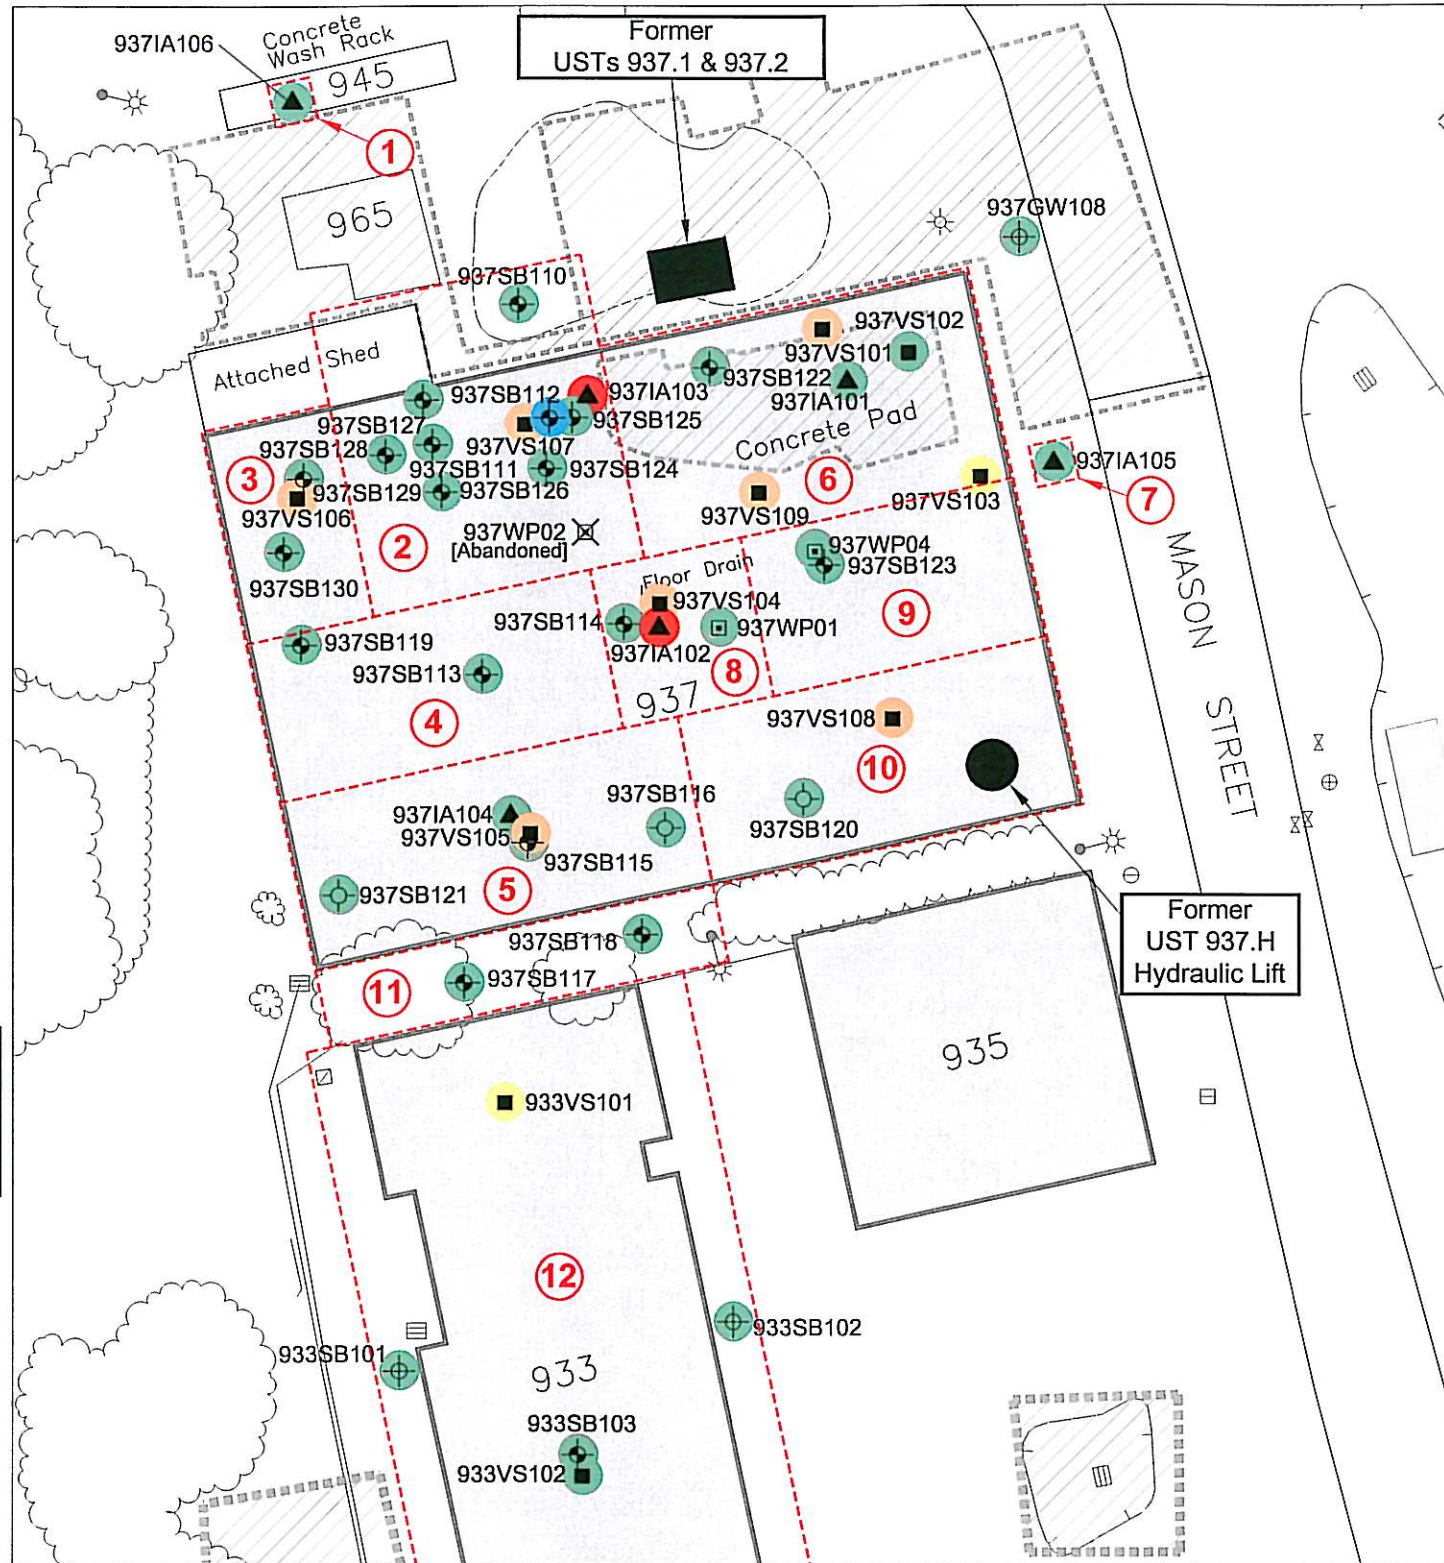 937IA106
Concrete
Wash Rack
945
Former
USTs 937.1 & 937.2
1
965
937GW108
937SB110
Attached Shed
937VS102
937VS101
937SB122
937IA101
Concrete Pad
937SB112
937IA103
937SB125
937SB127
937VS107
937SB128
937SB111
937SB124
3
937SB129
937SB126
937VS106
6
937IA105
937VS103
7
937VS109
937WP02
[Abandoned]
2
937WP04
937SB123
937SB130
Floor Drain
937VS104
937SB114
937WP01
937IA102
9
937SB119
937SB113
8
937
4
937VS108
10
MASON STREET
937IA104
937SB116
937VS105
937SB120
937SB115
5
937SB121
937SB118
Former
UST 937.H
Hydraulic Lift
937SB117
11
935
933VS101
12
933SB102
933SB101
933
933SB103
933VS102